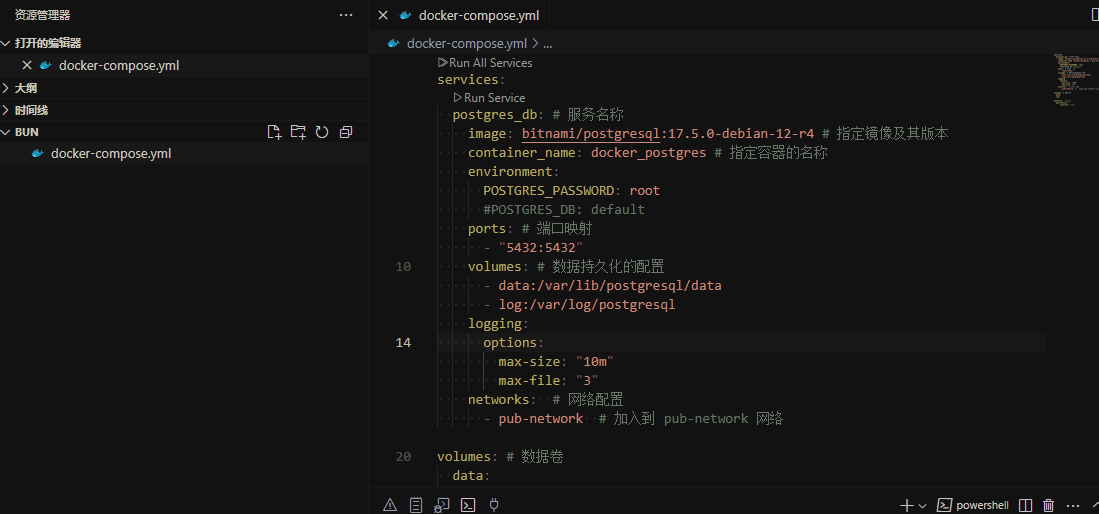 资源管理器
打开的编辑器
docker-compose.yml
大纲
时间线
BUN
docker-compose.yml
docker-compose.yml
docker-compose.yml > ...
Run All Services
services:
Run Service
postgres_db: # 服务名称
image: bitnami/postgresql:17.5.0-debian-12-r4 # 指定镜像及其版本
container_name: docker_postgres # 指定容器的名称
environment:
POSTGRES_PASSWORD: root
#POSTGRES_DB: default
ports: # 端口映射
- "5432:5432"
10 volumes: # 数据持久化的配置
- data:/var/lib/postgresql/data
- log:/var/log/postgresql
logging:
14 options:
max-size: "10m"
max-file: "3"
networks: # 网络配置
- pub-network # 加入到 pub-network 网络
20 volumes: # 数据卷
data:
powershell